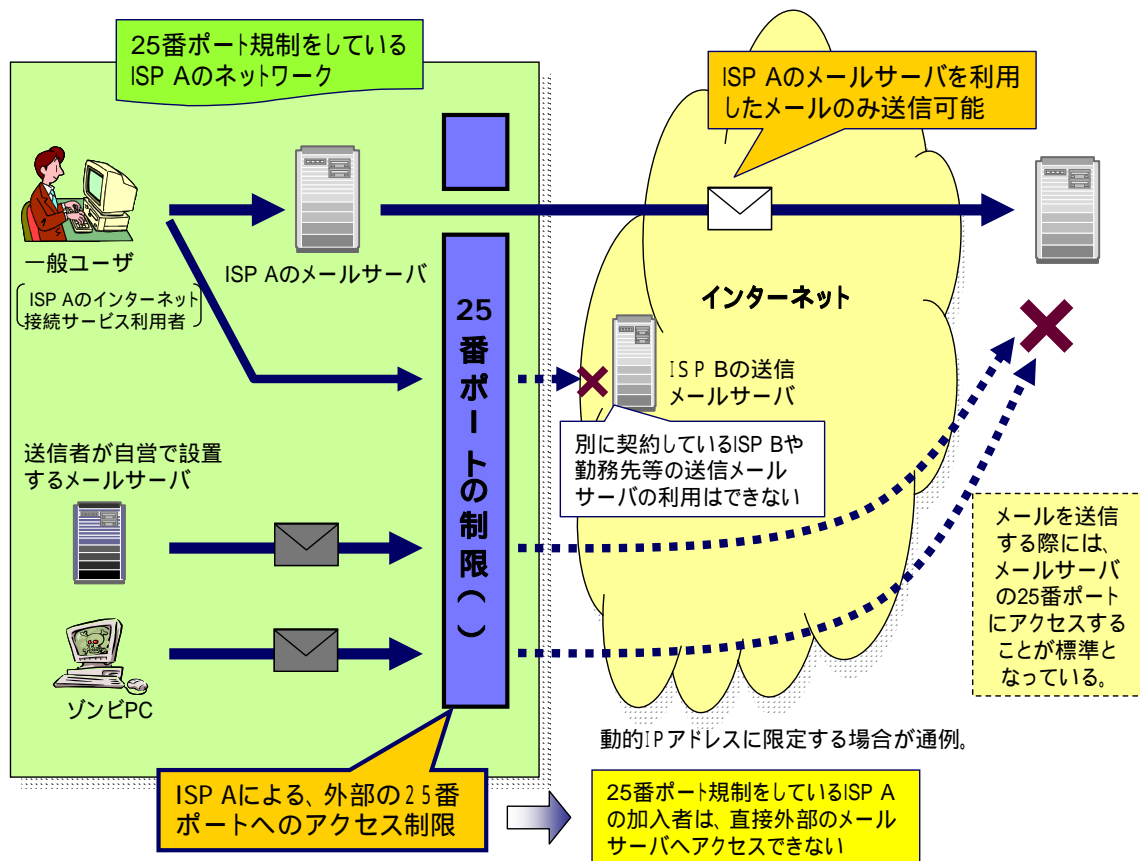 25番ポート規制をしている
ISP Aのネットワーク
ISP Aのメールサーバを利用
したメールのみ送信可能
一般ユーザ
ISP Aのインターネット
接続サービス利用者
ISP Aのメールサーバ
25番ポートの制限( )
インターネット
ISP Bの送信
メールサーバ
別に契約しているISP Bや
勤務先等の送信メール
サーバの利用はできない
送信者が自営で設置
するメールサーバ
ゾンビPC
メールを送信
する際には、
メールサーバ
の25番ポート
にアクセスする
ことが標準と
なっている。
動的IPアドレスに限定する場合が通例。
ISP Aによる、外部の25番
ポートへのアクセス制限
25番ポート規制をしているISP A
の加入者は、直接外部のメール
サーバへアクセスできない